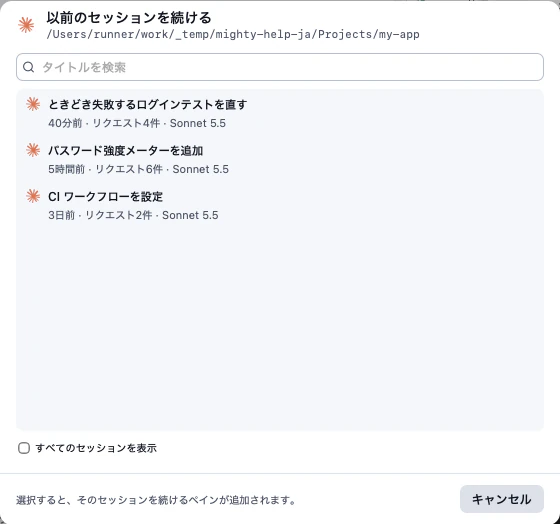 以前のセッションを続ける
/Users/runner/work/_temp/mighty-help-ja/Projects/my-app
タイトルを検索
ときどき失敗するログインテストを直す
40分前 · リクエスト4件 · Sonnet 5.5
パスワード強度メーターを追加
5時間前 · リクエスト6件 · Sonnet 5.5
CI ワークフローを設定
3日前 · リクエスト2件 · Sonnet 5.5
すべてのセッションを表示
選択すると、そのセッションを続けるペインが追加されます。
キャンセル